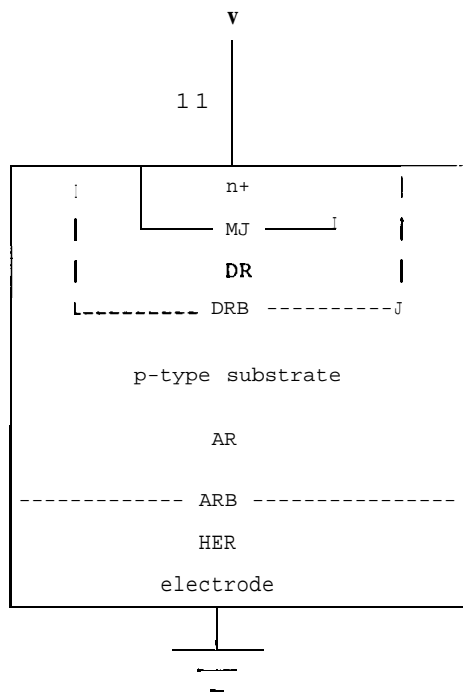 v
11
n+
MJ
DR
DRB
p-type substrate
AR
ARB
HER
electrode